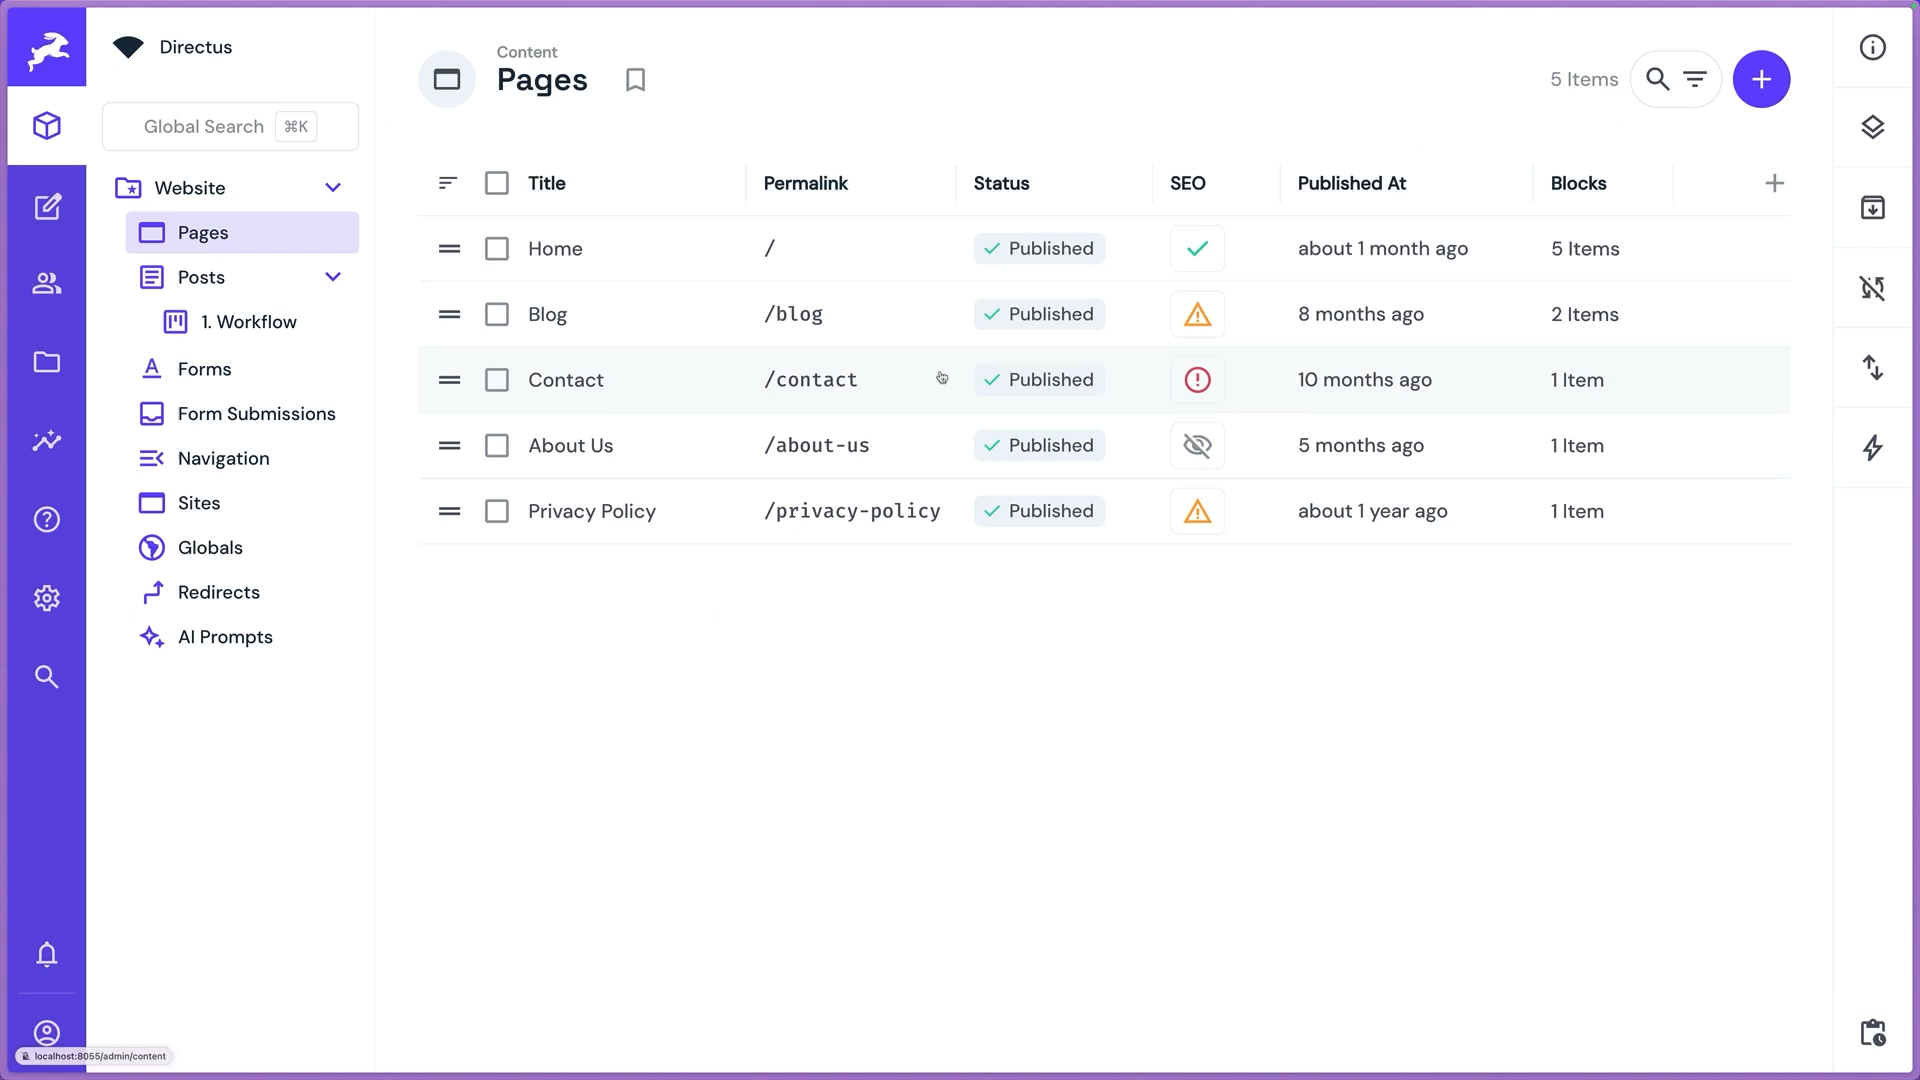 Directus
Global Search ⌘K
Website
Pages
Posts
1. Workflow
Forms
Form Submissions
Navigation
Sites
Globals
Redirects
AI Prompts
localhost:8055/admin/content
Content
Pages
5 Items
Title Permalink Status SEO Published At Blocks
Home / Published about 1 month ago 5 Items
Blog /blog Published 8 months ago 2 Items
Contact /contact Published 10 months ago 1 Item
About Us /about-us Published 5 months ago 1 Item
Privacy Policy /privacy-policy Published about 1 year ago 1 Item